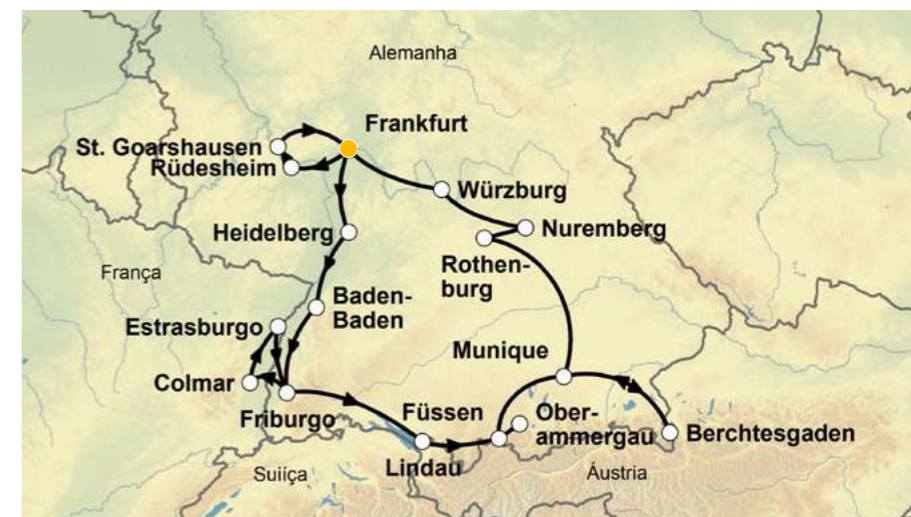 Alemanha
Frankfurt
St. Goarshausen
Rüdesheim
Würzburg
Nuremberg
Heidelberg
Rothen-
burg
França
Baden-
Baden
Estrasburgo
Munique
Colmar
Friburgo
Füssen
Ober-
ammergau
Berchtesgaden
Lindau
Suiíça
Áustria